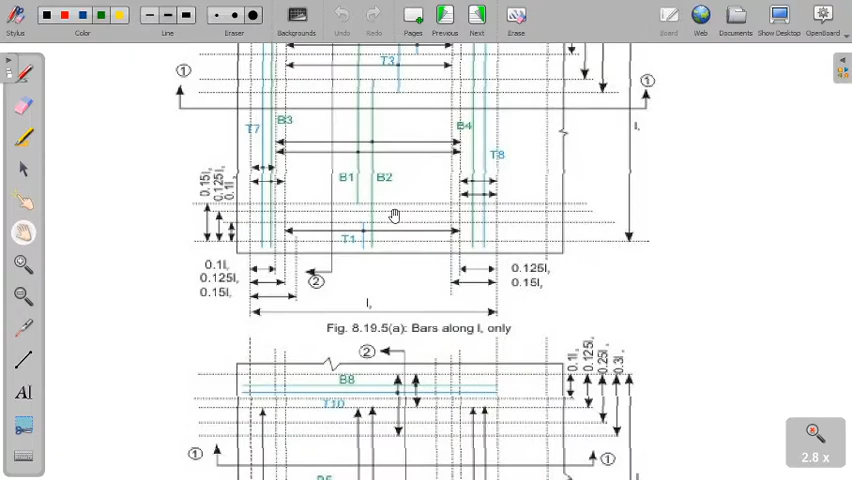 Stylus
Color
Line
Eraser
Backgrounds
Undo
Redo
Pages
Previous
Next
Erase
Board
Web
Documents
Show Desktop
OpenBoard
T3
1
1
B3
B4
T7
l,
T8
B1
B2
0.15l,
0.125l,
0.1l,
T1
0.1l,
0.125l,
0.15l,
2
0.125l,
0.15l,
l,
Fig. 8.19.5(a): Bars along l, only
2
0.1l,
0.125l,
0.25l,
0.3l,
B8
T10
1
1
AI
2.8 x